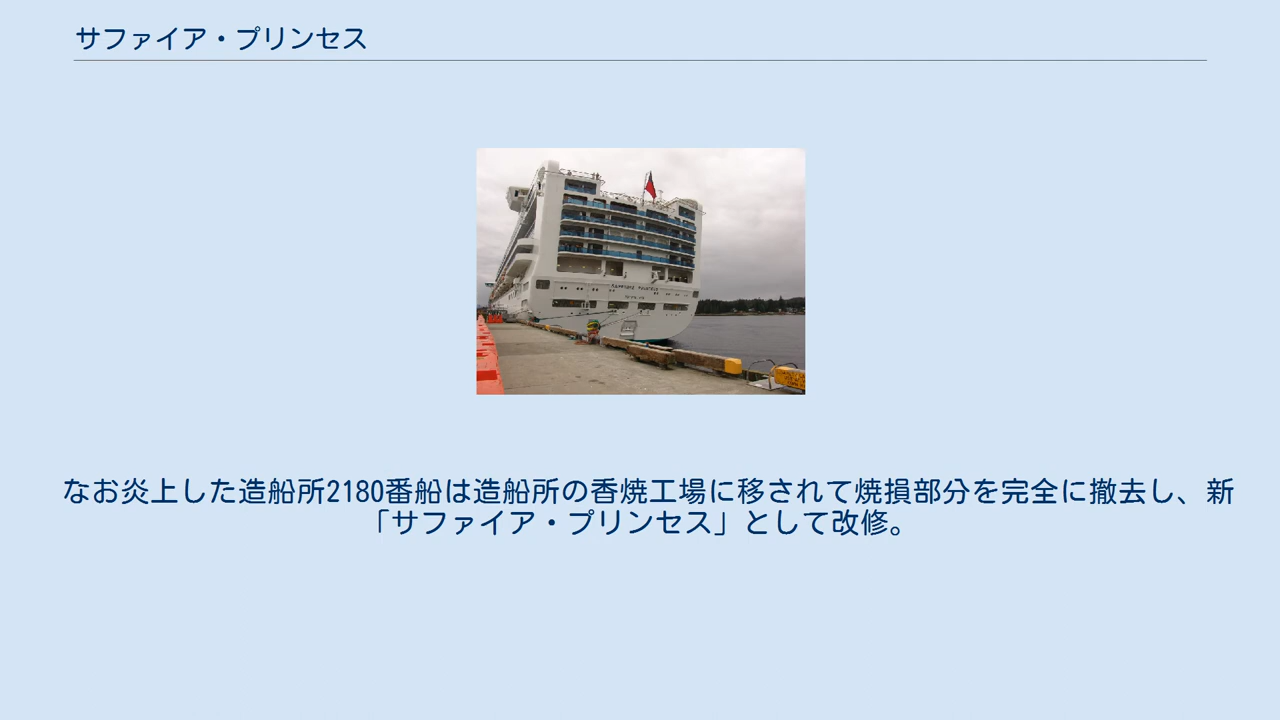 サファイア・プリンセス
SAPPHIRE PRINCESS
なお炎上した造船所2180番船は造船所の香焼工場に移されて焼損部分を完全に撤去し、新
「サファイア・プリンセス」として改修。